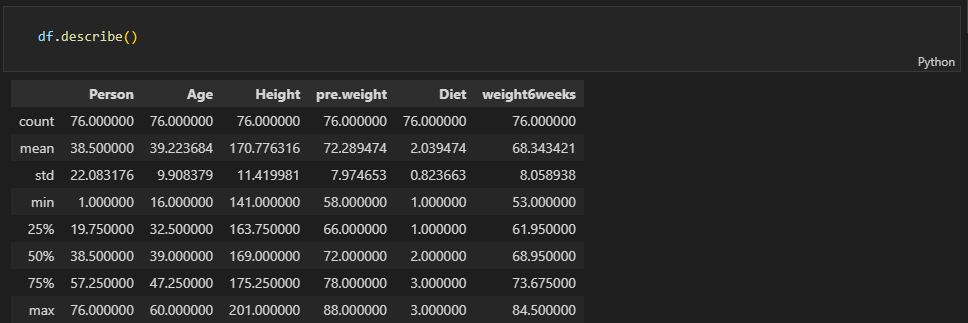 df.describe()
Python
Person Age Height pre.weight Diet weight6weeks
count 76.000000 76.000000 76.000000 76.000000 76.000000 76.000000
mean 38.500000 39.223684 170.776316 72.289474 2.039474 68.343421
std 22.083176 9.908379 11.419981 7.974653 0.823663 8.058938
min 1.000000 16.000000 141.000000 58.000000 1.000000 53.000000
25% 19.750000 32.500000 163.750000 66.000000 1.000000 61.950000
50% 38.500000 39.000000 169.000000 72.000000 2.000000 68.950000
75% 57.250000 47.250000 175.250000 78.000000 3.000000 73.675000
max 76.000000 60.000000 201.000000 88.000000 3.000000 84.500000